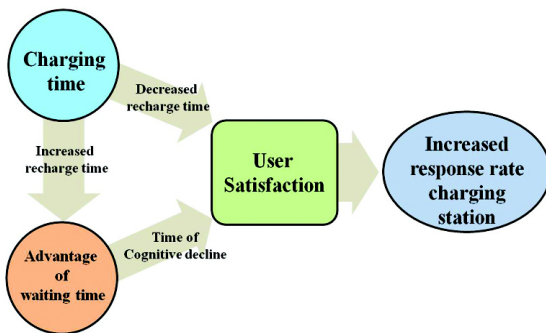 Charging
time
Decreased
recharge time
Increased
recharge time
User
Satisfaction
Increased
response rate
charging
station
Advantage
of
waiting time
Time of
Cognitive decline